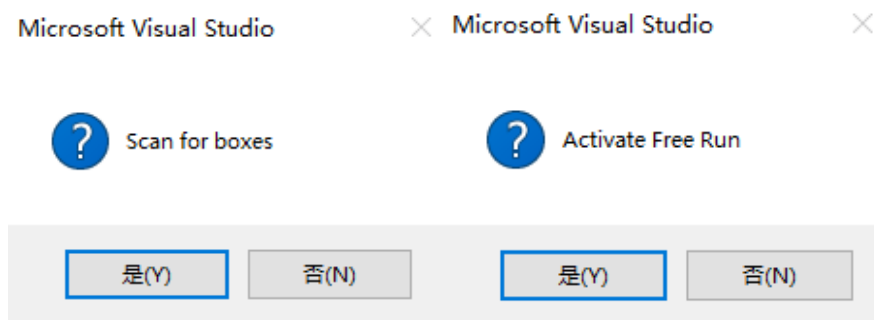 Microsoft Visual Studio
Scan for boxes
是(Y)
否(N)
Microsoft Visual Studio
Activate Free Run
是(Y)
否(N)